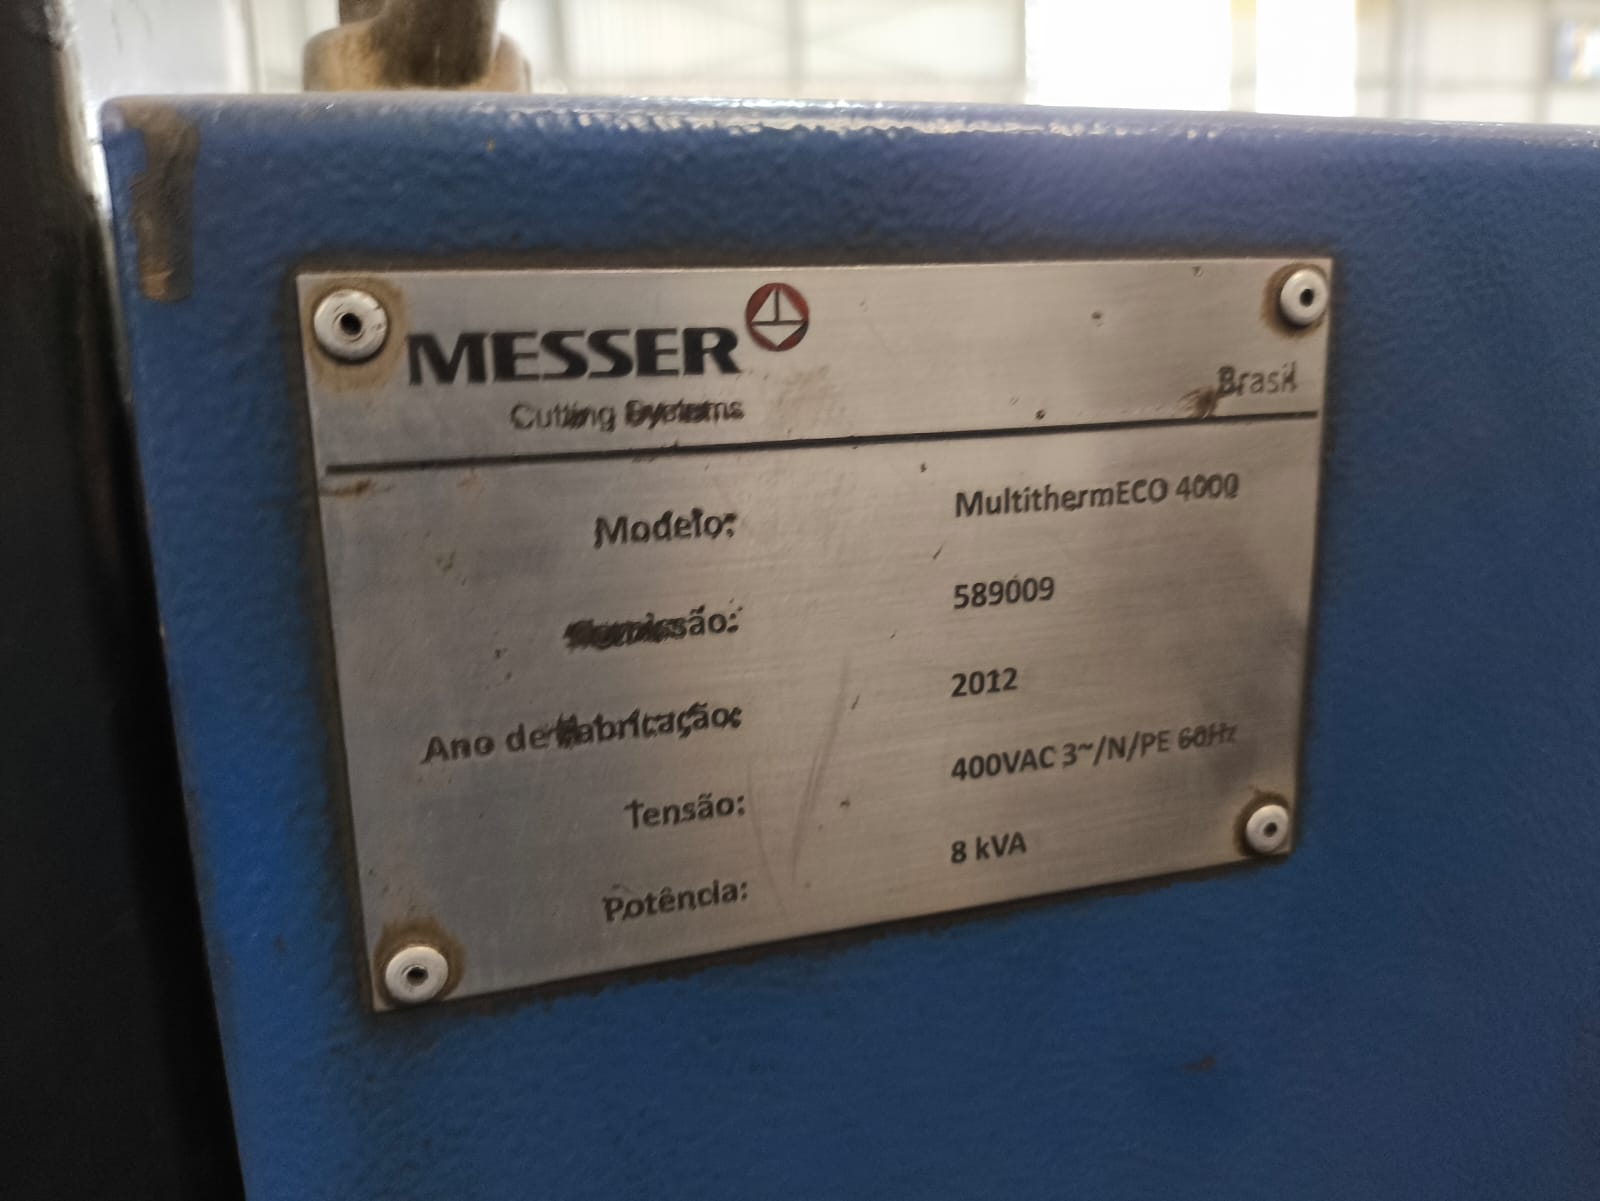 MESSER
Cutting Systems
Brasil
Modelo: MultithermECO 4000
589009
Ano de Fabricação: 2012
Tensão: 400VAC 3~/N/PE 60Hz
Potência: 8 kVA